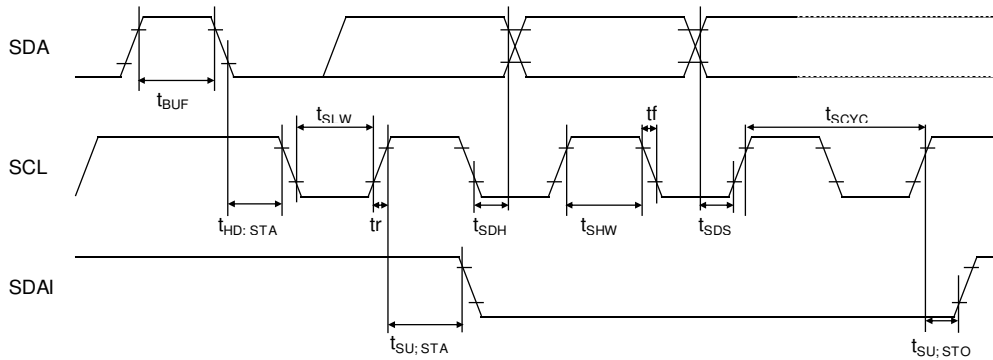 SDA
tBUF
tSLW
tf
tSCYC
SCL
tHD: STA
tr
tSDH
tSHW
tSDS
SDAI
tSU; STA
tSU; STO